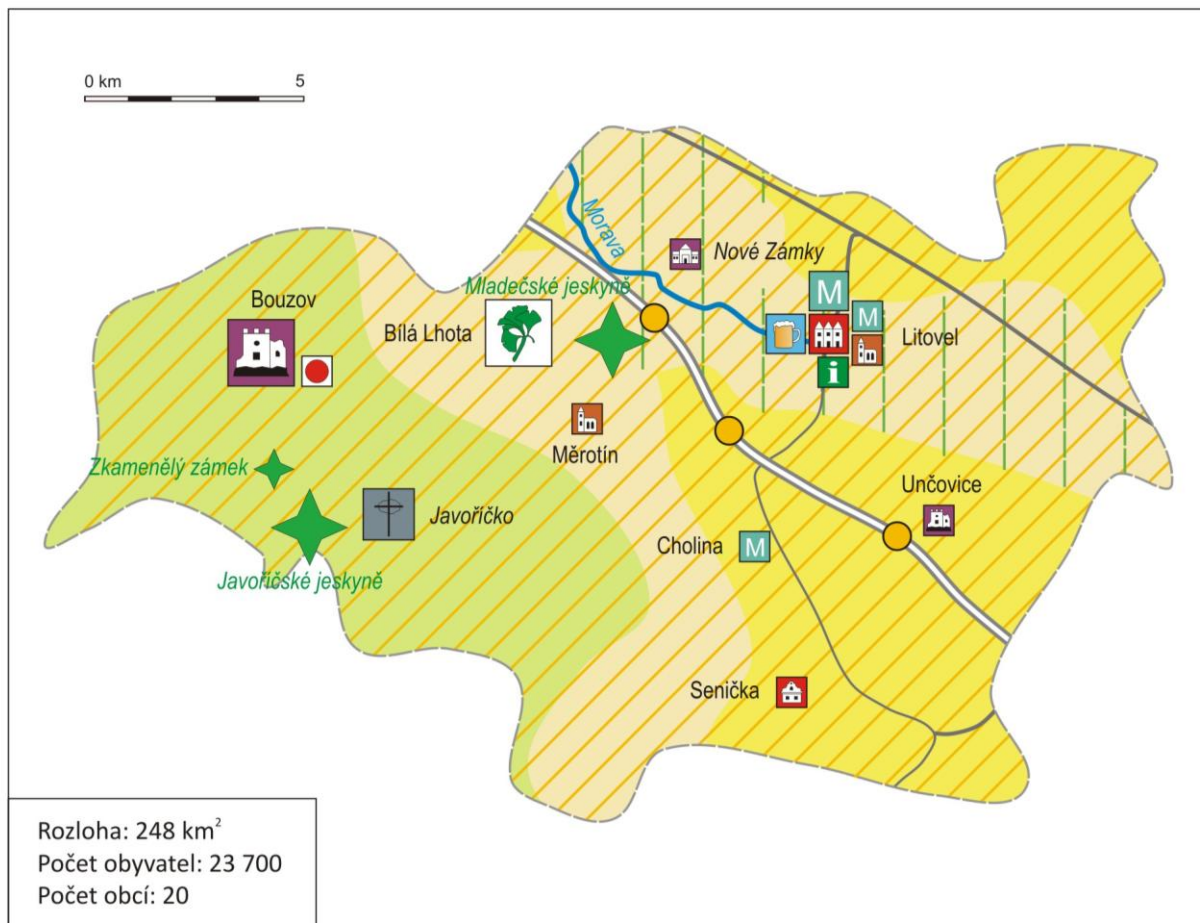 0 km 5
Morava
Nové Zámky
Mladečské jeskyně
Bouzov
M
Bílá Lhota
M
Litovel
i
Měrotín
Zkamenělý zámek
Unčovice
Javoříčko
Cholina
M
Javoříčské jeskyně
Senička
Rozloha: 248 km²
Počet obyvatel: 23 700
Počet obcí: 20